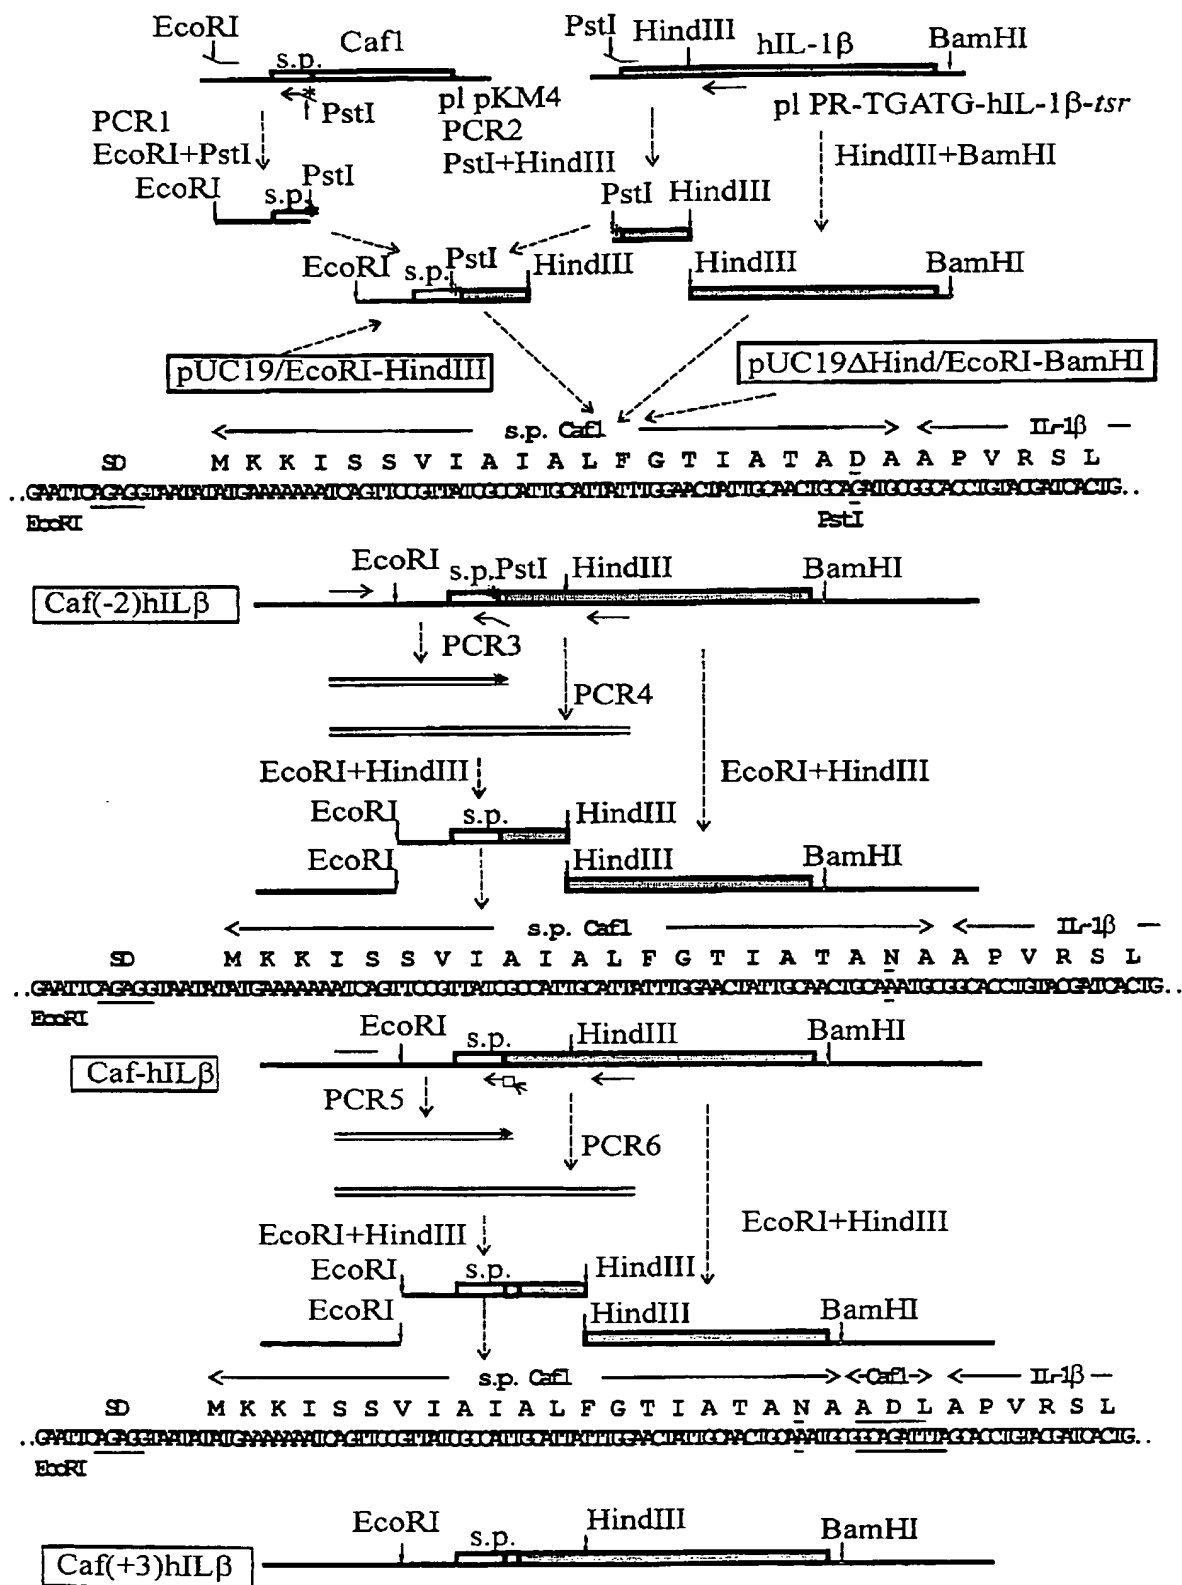 EcoRI s.p. Caf1 PstI HindIII hIL-1β BamHI
PstI pl pKM4 pl PR-TGATG-hIL-1β-tsr
PCR1 PCR2
EcoRI+PstI PstI+HindIII HindIII+BamHI
EcoRI s.p. PstI PstI HindIII
EcoRI s.p. PstI HindIII HindIII BamHI
pUC19/EcoRI-HindIII pUC19ΔHind/EcoRI-BamHI
s.p. Caf1 IL-1β
SD M K K I S S V I A I A L F G T I A T A D A A P V R S L
..GAATTCAGAGGTAATATATGAAAAAAATCAGTTCCGTTATCGCCATTGCATTATTTGGAACTATTGCAACTGCAGATGCGGCACCTGTACGATCACTG..
EcoRI PstI
Caf(-2)hILβ EcoRI s.p. PstI HindIII BamHI
PCR3
PCR4
EcoRI+HindIII EcoRI+HindIII
EcoRI s.p. HindIII
EcoRI HindIII BamHI
s.p. Caf1 IL-1β
SD M K K I S S V I A I A L F G T I A T A N A A P V R S L
..GAATTCAGAGGTAATATATGAAAAAAATCAGTTCCGTTATCGCCATTGCATTATTTGGAACTATTGCAACTGCAAATGCGGCACCTGTACGATCACTG..
EcoRI
Caf-hILβ EcoRI s.p. HindIII BamHI
PCR5
PCR6
EcoRI+HindIII EcoRI+HindIII
EcoRI s.p. HindIII
EcoRI HindIII BamHI
s.p. Caf1 Caf1 IL-1β
SD M K K I S S V I A I A L F G T I A T A N A A D L A P V R S L
..GAATTCAGAGGTAATATATGAAAAAAATCAGTTCCGTTATCGCCATTGCATTATTTGGAACTATTGCAACTGCAAATGCGGCAGATTTAGCACCTGTACGATCACTG..
EcoRI
Caf(+3)hILβ EcoRI s.p. HindIII BamHI